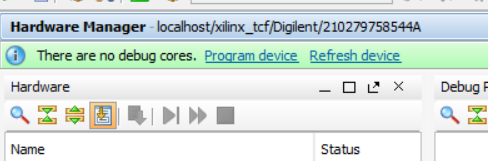 Hardware Manager - localhost/xilinx_tcf/Digilent/210279758544A
There are no debug cores. Program device Refresh device
Hardware Debug
Name Status